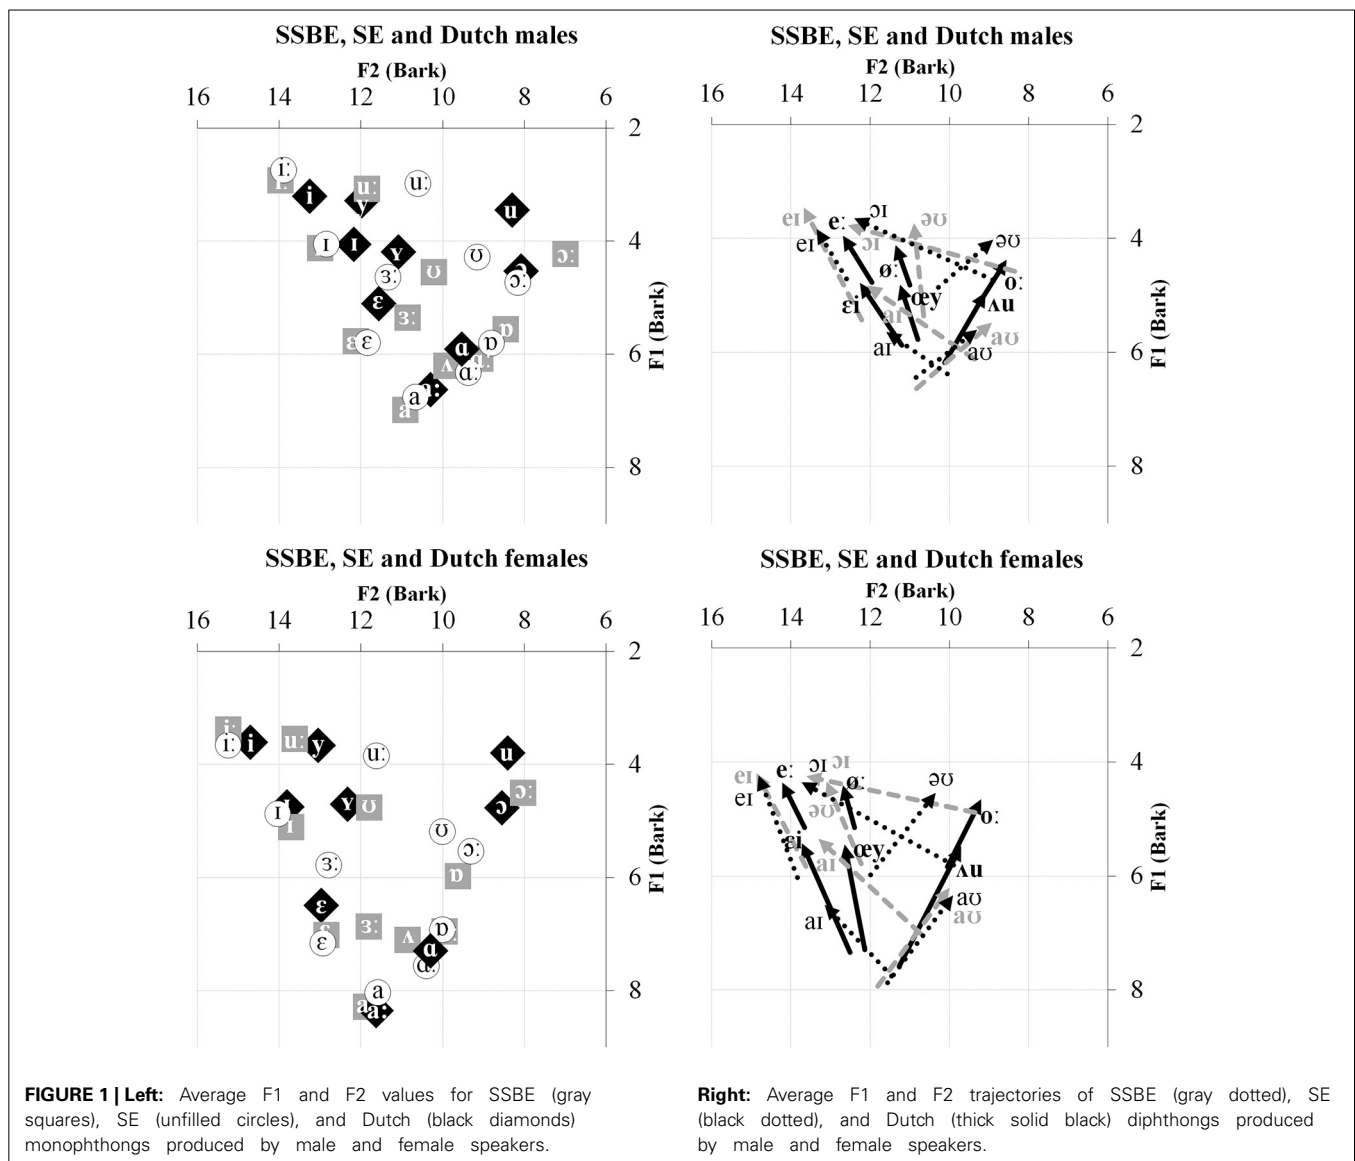 SSBE, SE and Dutch males
F2 (Bark)
16 14 12 10 8 6
2
4
6
8
F1 (Bark)
iː
i
y
uː
uː
u
ɪ
ɪ
ʏ
ʊ
ʊ
ɜː
ɔː
ɔː
ɛ
ɜː
ɛ
ɛ
ɒ
ɒ
ɑ
ʌ
ɑː
a
aː
a
SSBE, SE and Dutch males
F2 (Bark)
16 14 12 10 8 6
2
4
6
8
F1 (Bark)
eɪ
eː
ɔɪ
əʊ
əʊ
eɪ
ɔɪ
øː
oː
ɛi
œy
ʌu
aɪ
aɪ
aʊ
aʊ
SSBE, SE and Dutch females
F2 (Bark)
16 14 12 10 8 6
2
4
6
8
F1 (Bark)
iː
iː
i
uː
y
uː
u
ɪ
ɪ
ʏ
ʊ
ɔ
ɔː
ʊ
ɔː
ɜː
ɒ
ɛ
ɛ
ɛ
ɜː
ʌ
ɒ
ɑ
ɑː
a
a
aː
SSBE, SE and Dutch females
F2 (Bark)
16 14 12 10 8 6
2
4
6
8
F1 (Bark)
eɪ
eː
ɔɪ
ɔɪ
øː
əʊ
eɪ
əʊ
oː
ɛi
aɪ
œy
ʌu
aɪ
aʊ
aʊ
FIGURE 1 | Left: Average F1 and F2 values for SSBE (gray
squares), SE (unfilled circles), and Dutch (black diamonds)
monophthongs produced by male and female speakers.
Right: Average F1 and F2 trajectories of SSBE (gray dotted), SE
(black dotted), and Dutch (thick solid black) diphthongs produced
by male and female speakers.